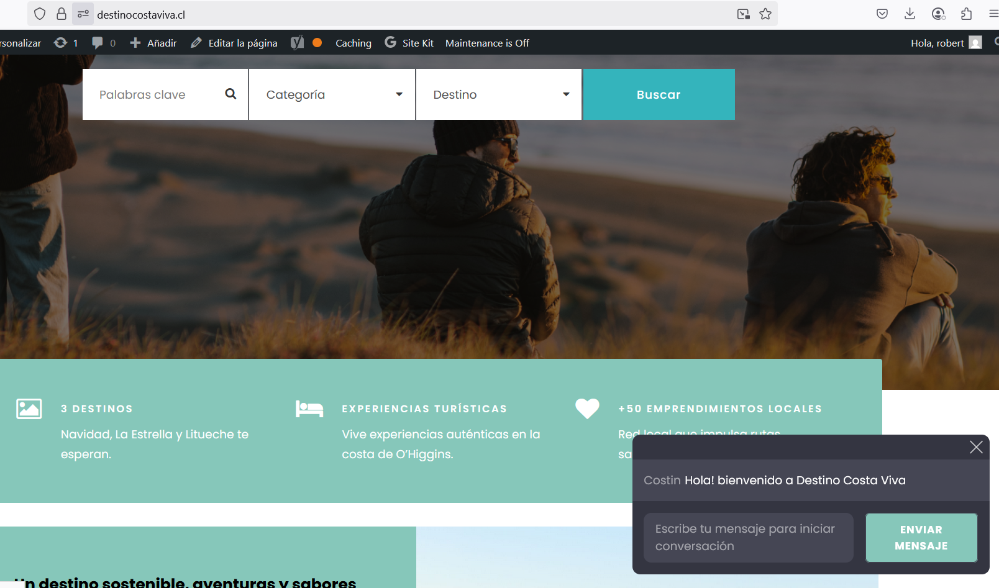 destinocostaviva.cl
rsonalizar 1 0 Añadir Editar la página Caching Site Kit Maintenance is Off Hola, robert
Palabras clave Categoría Destino Buscar
3 DESTINOS
Navidad, La Estrella y Litueche te
esperan.
EXPERIENCIAS TURÍSTICAS
Vive experiencias auténticas en la
costa de O’Higgins.
+50 EMPRENDIMIENTOS LOCALES
Red local que impulsa rutas
sa
Costin Hola! bienvenido a Destino Costa Viva
Escribe tu mensaje para iniciar
conversación
ENVIAR
MENSAJE
Un destino sostenible, aventuras y sabores